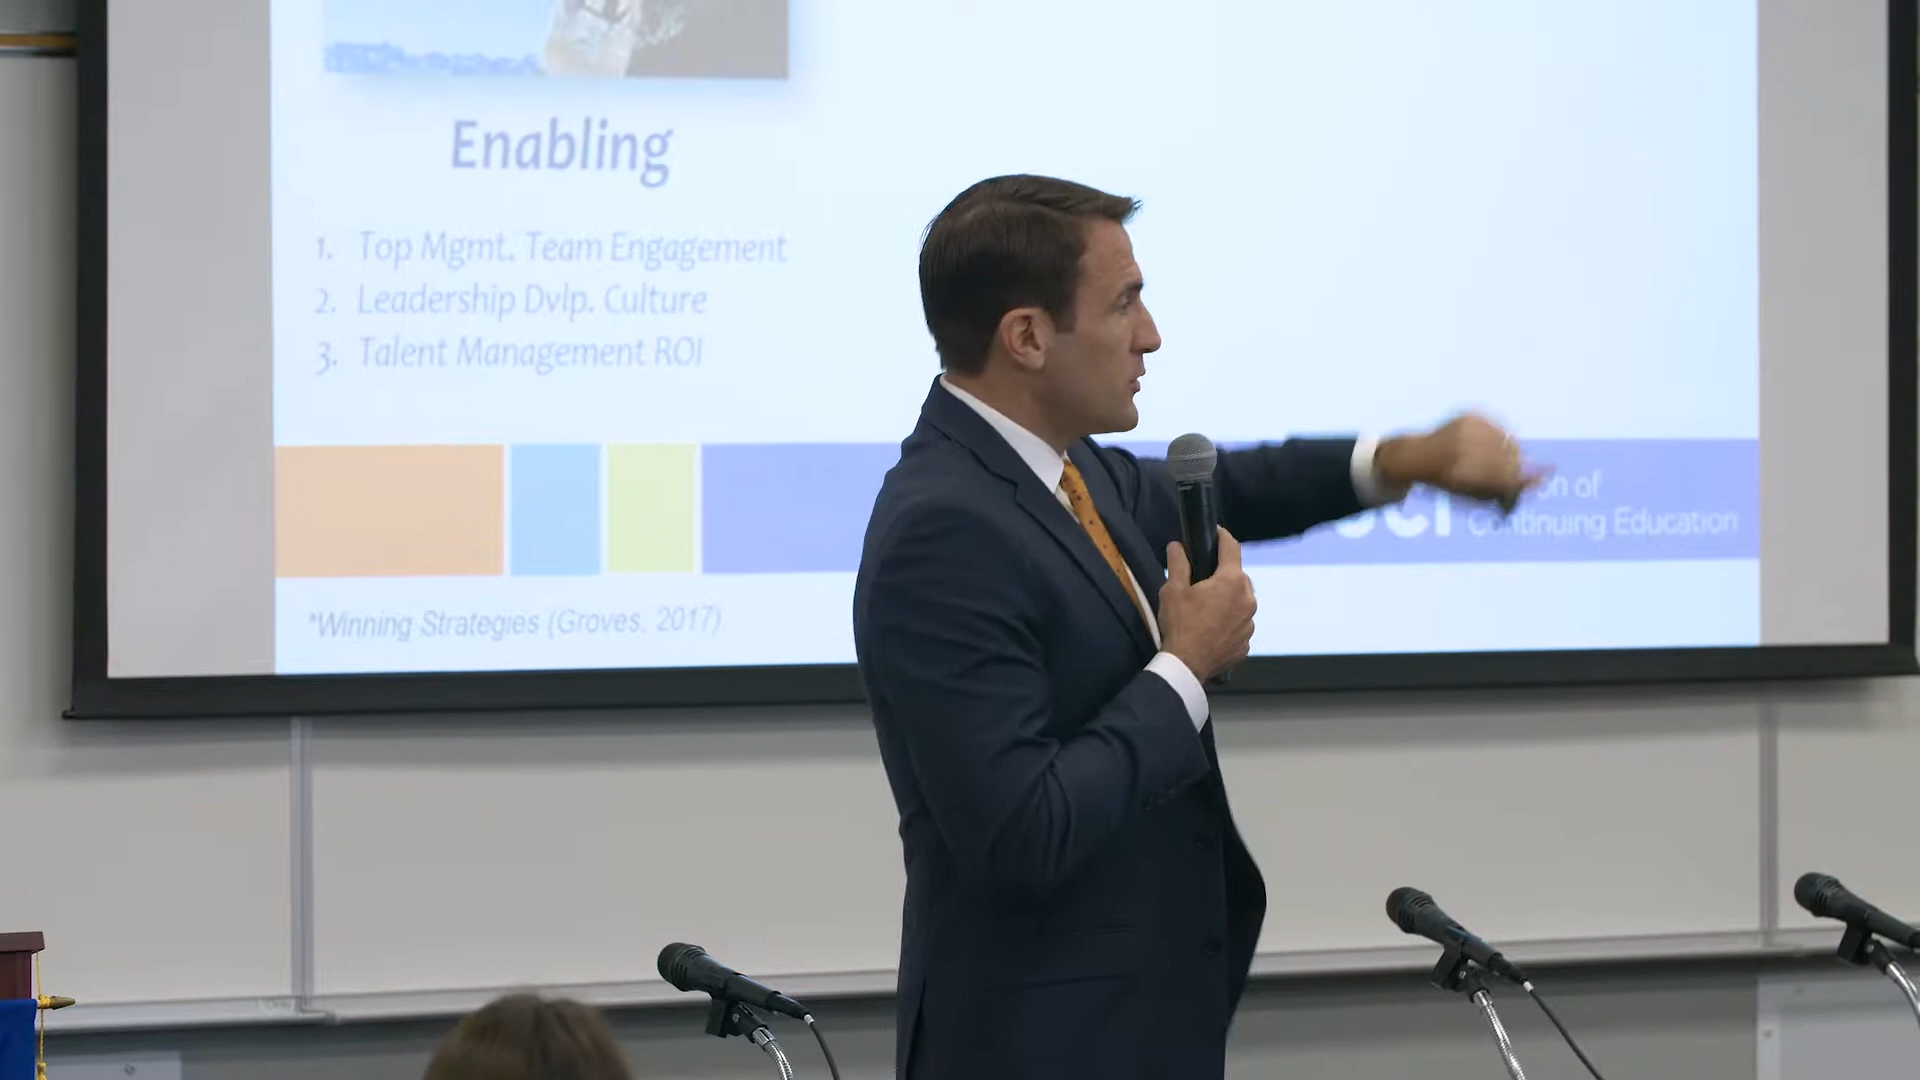 Enabling
1. Top Mgmt. Team Engagement
2. Leadership Dvlp. Culture
3. Talent Management ROI
of
Continuing Education
*Winning Strategies (Groves, 2017).